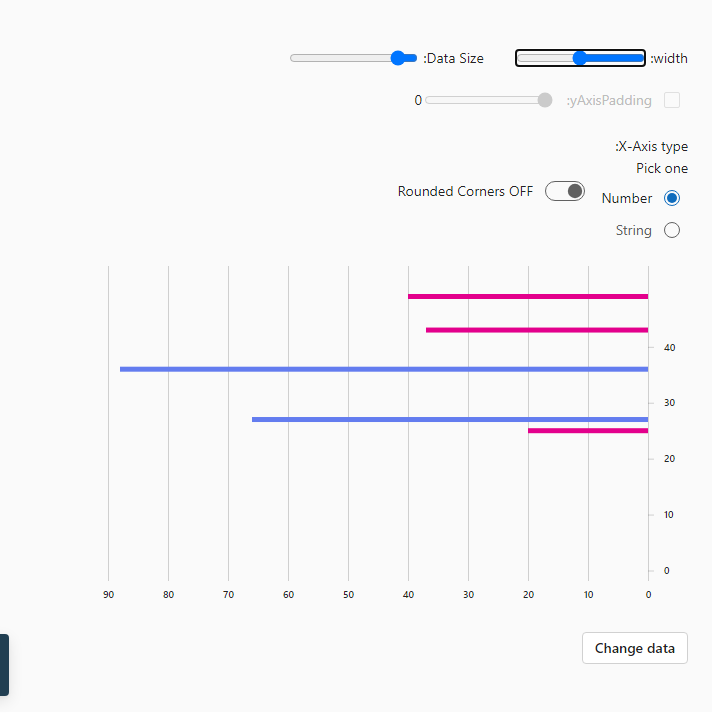 :width
:Data Size
:yAxisPadding
0
:X-Axis type
Pick one
Number
Rounded Corners OFF
String
40
30
20
10
0
90 80 70 60 50 40 30 20 10 0
Change data